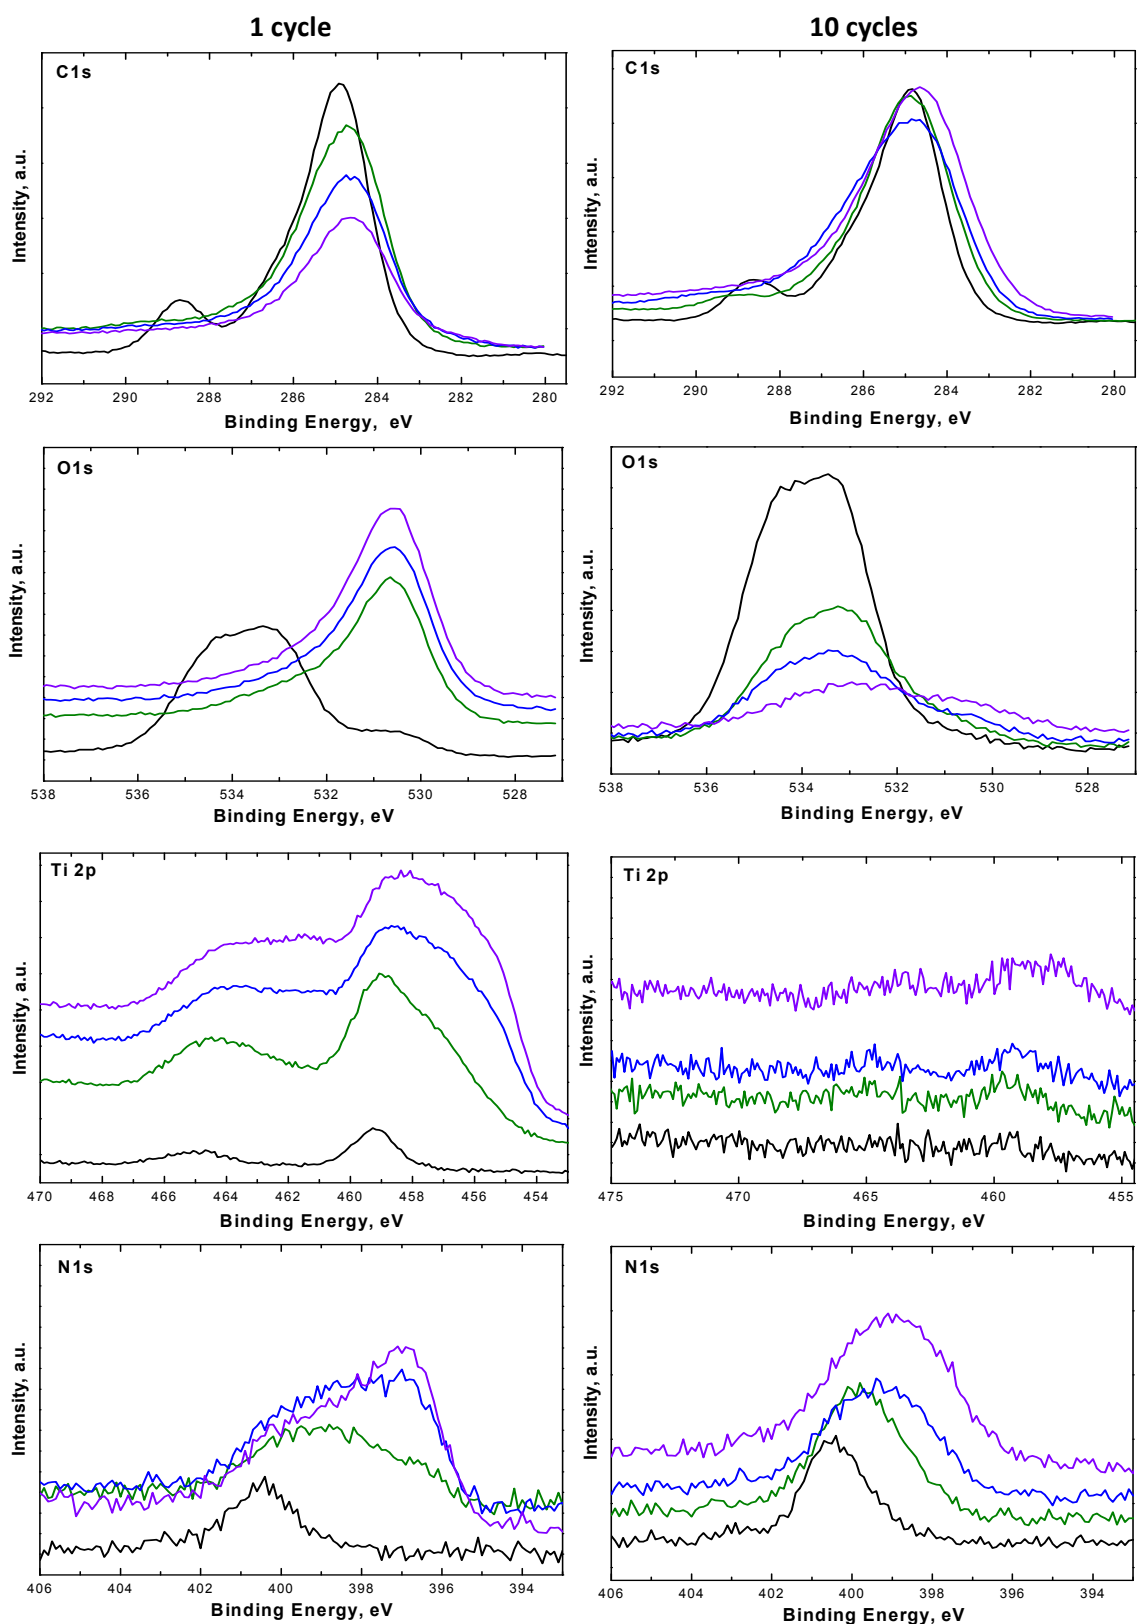 1 cycle
10 cycles
C1s
Intensity, a.u.
292 290 288 286 284 282 280
Binding Energy, eV
C1s
Intensity, a.u.
292 290 288 286 284 282 280
Binding Energy, eV
O1s
Intensity, a.u.
538 536 534 532 530 528
Binding Energy, eV
O1s
Intensity, a.u.
538 536 534 532 530 528
Binding Energy, eV
Ti 2p
Intensity, a.u.
470 468 466 464 462 460 458 456 454
Binding Energy, eV
Ti 2p
Intensity, a.u.
475 470 465 460 455
Binding Energy, eV
N1s
Intensity, a.u.
406 404 402 400 398 396 394
Binding Energy, eV
N1s
Intensity, a.u.
406 404 402 400 398 396 394
Binding Energy, eV